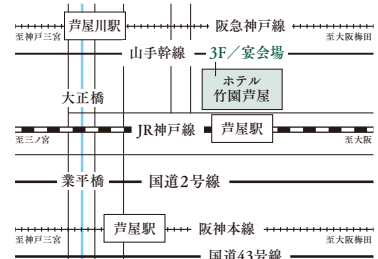 芦屋川駅 阪急神戸線
至神戸三宮 至大阪梅田
山手幹線 3F／宴会場
ホテル
竹園芦屋
大正橋
JR神戸線 芦屋駅
至三ノ宮 至大阪
業平橋 国道2号線
芦屋駅 阪神本線
至神戸三宮 至大阪梅田
国道43号線